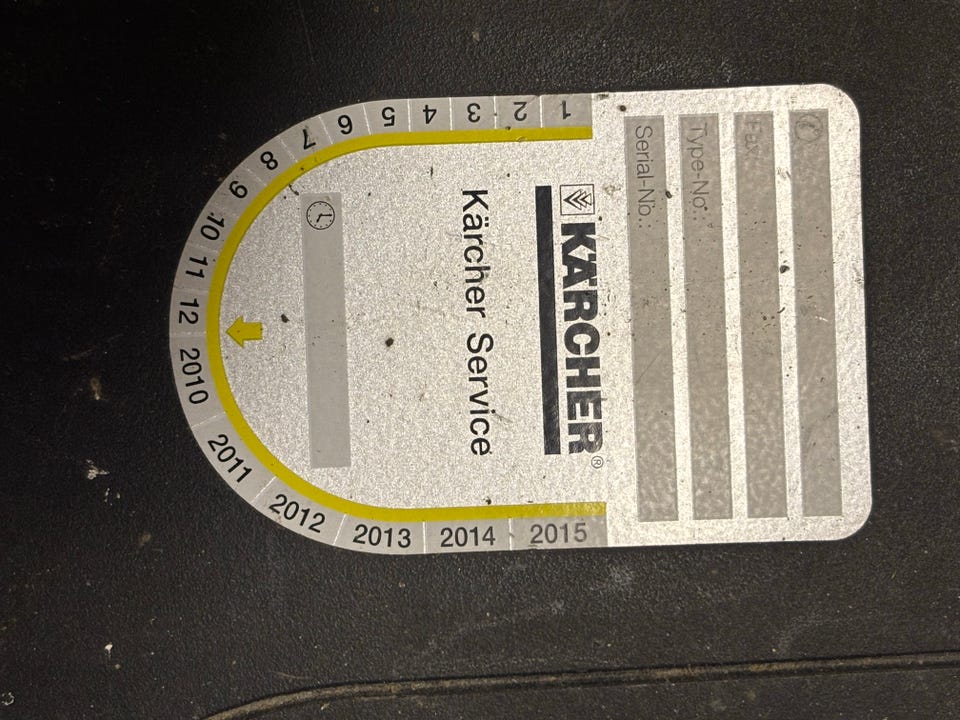 1 2 3 4 5 6 7 8 9 10 11 12 2010 2011 2012 2013 2014 2015
Kärcher Service
KÄRCHER®
Serial-No.:
Type-No.:
Fax: